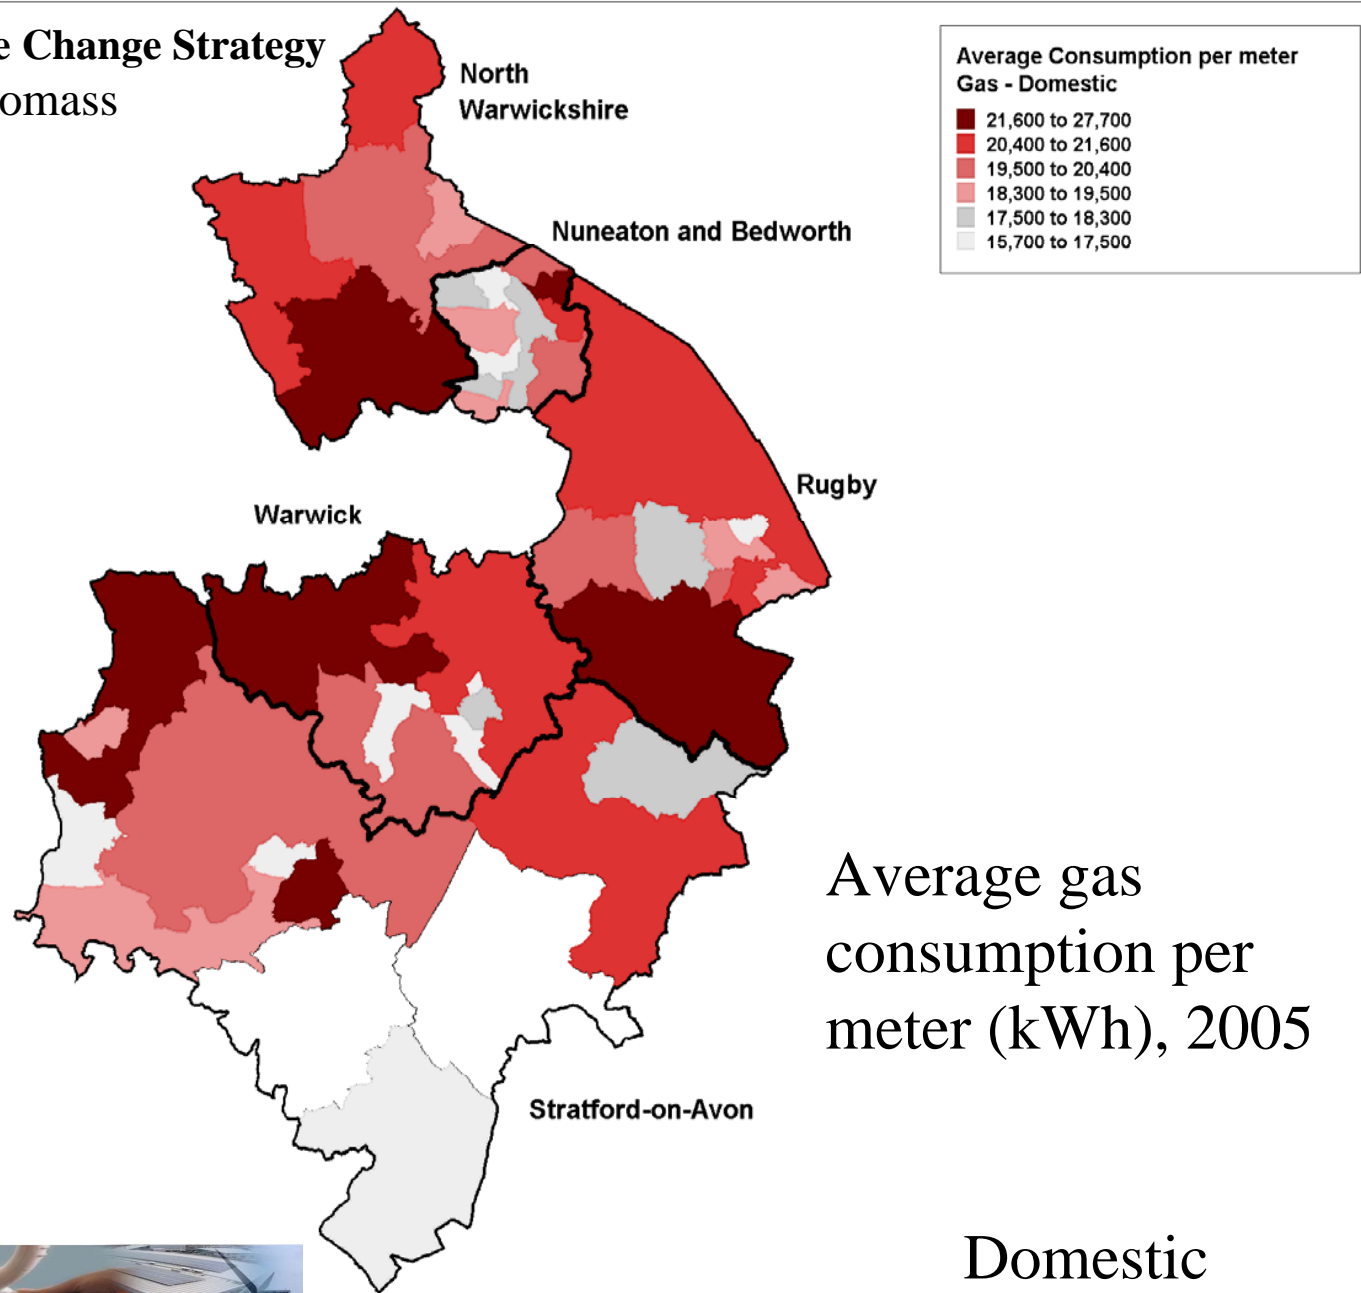 e Change Strategy
omass
North
Warwickshire
Nuneaton and Bedworth
Rugby
Warwick
Stratford-on-Avon
Average Consumption per meter
Gas - Domestic
21,600 to 27,700
20,400 to 21,600
19,500 to 20,400
18,300 to 19,500
17,500 to 18,300
15,700 to 17,500
Average gas
consumption per
meter (kWh), 2005
Domestic